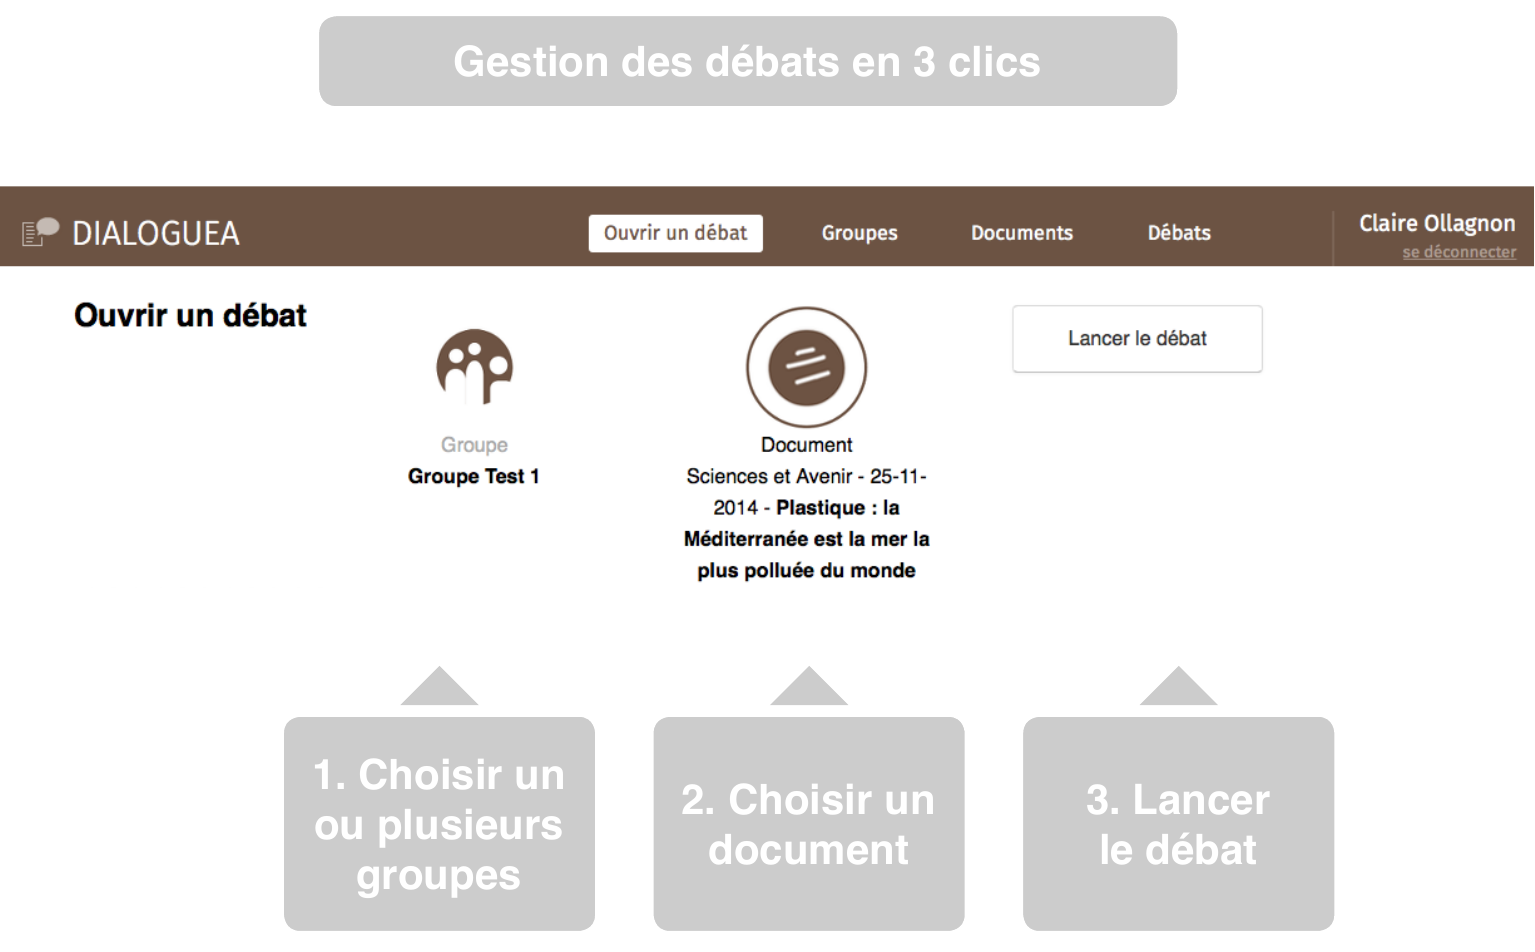 Gestion des débats en 3 clics
DIALOGUEA
Ouvrir un débat
Groupes
Documents
Débats
Claire Ollagnon
se déconnecter
Ouvrir un débat
Groupe
Groupe Test 1
Document
Sciences et Avenir - 25-11-
2014 - Plastique : la
Méditerranée est la mer la
plus polluée du monde
Lancer le débat
1. Choisir un
ou plusieurs
groupes
2. Choisir un
document
3. Lancer
le débat